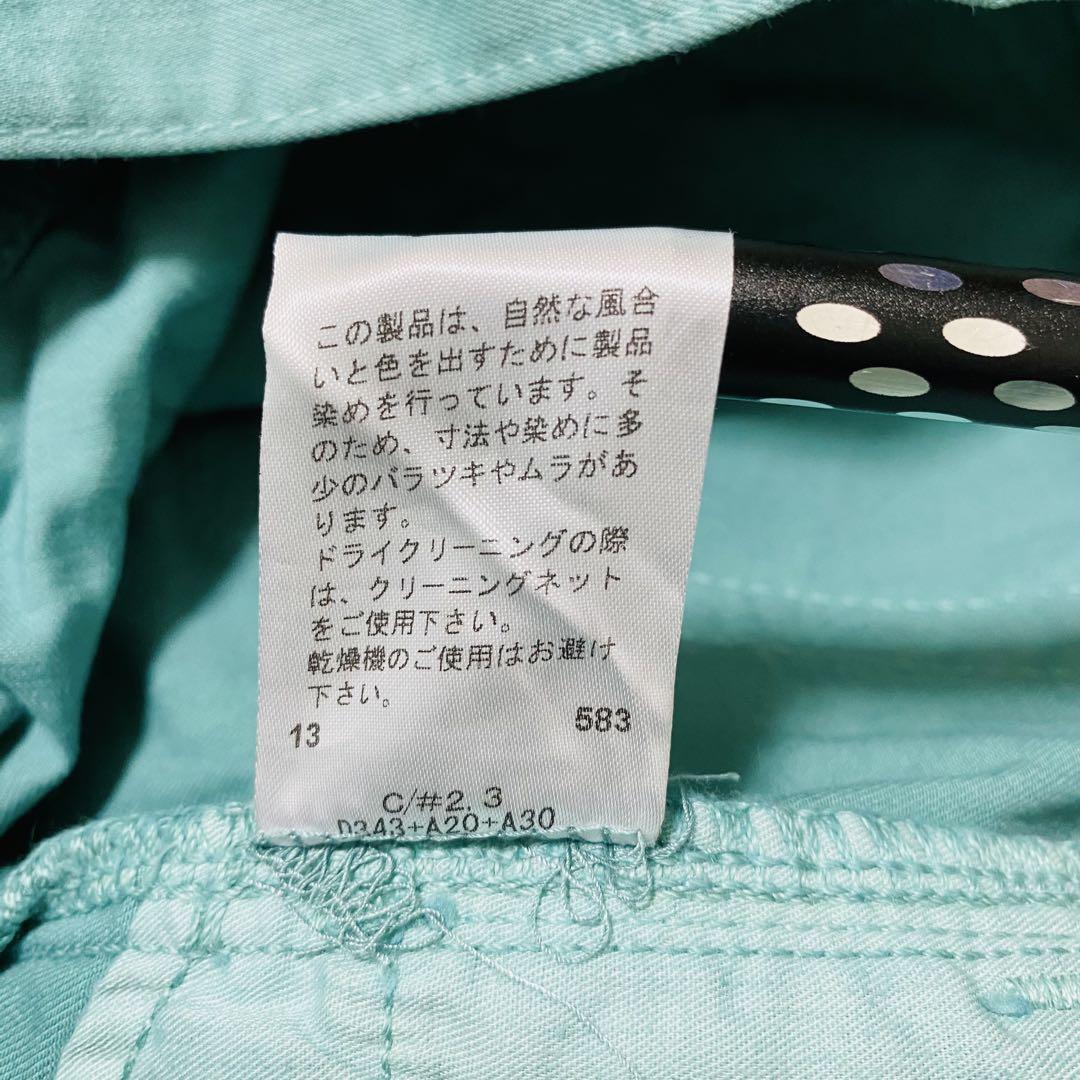 この製品は、自然な風合
いと色を出すために製品
染めを行っています。そ
のため、寸法や染めに多
少のバラツキやムラがあ
ります。
ドライクリーニングの際
は、クリーニングネット
をご使用下さい。
乾燥機のご使用はお避け
下さい。
13 583
C/#2.3
D343+A20+A30